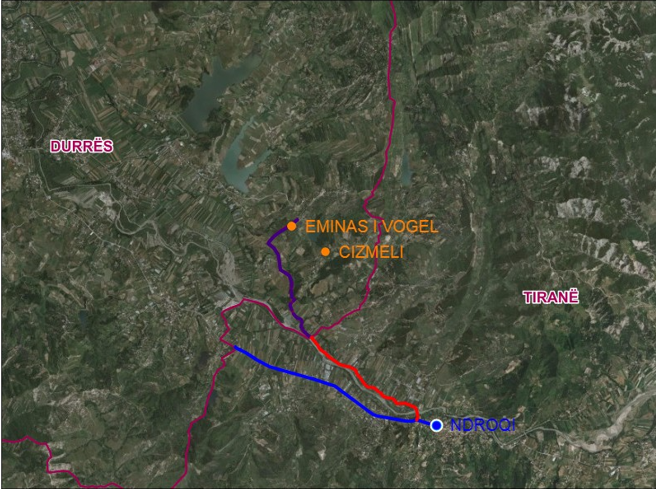 DURRËS
EMINAS I VOGEL
CIZMELI
TIRANË
NDROQI